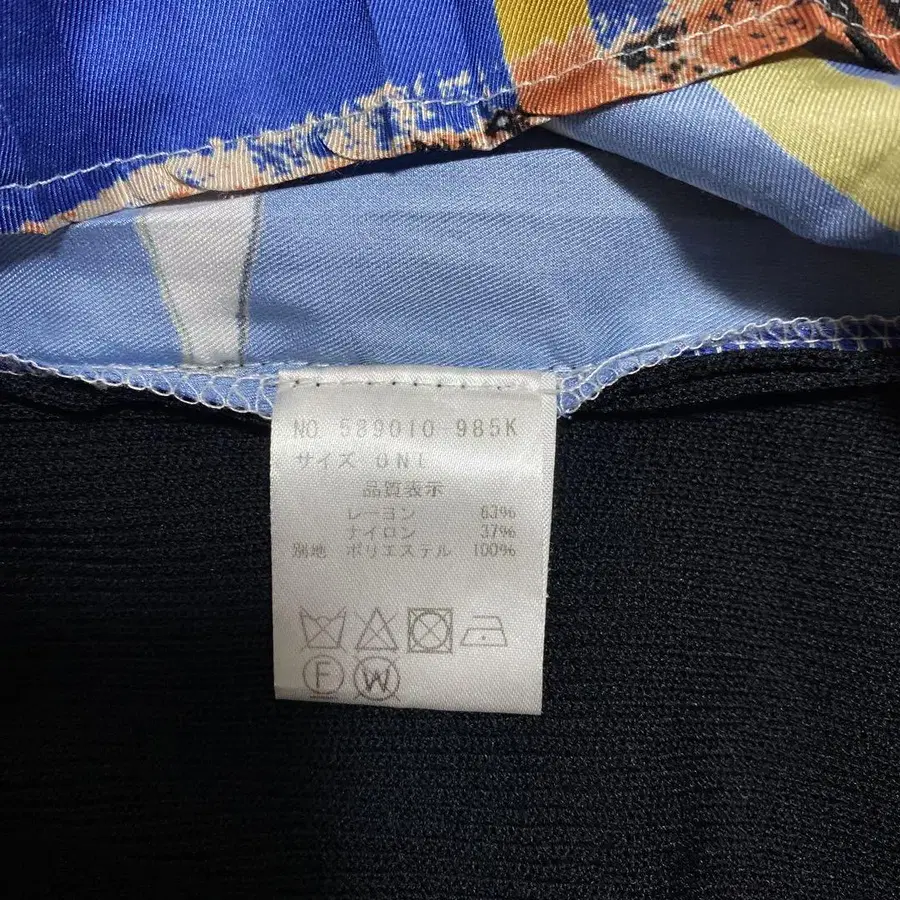 NO. 589010-985K
サイズ ONE
品質表示
レーヨン 63%
ナイロン 37%
別地 ポリエステル 100%
F W